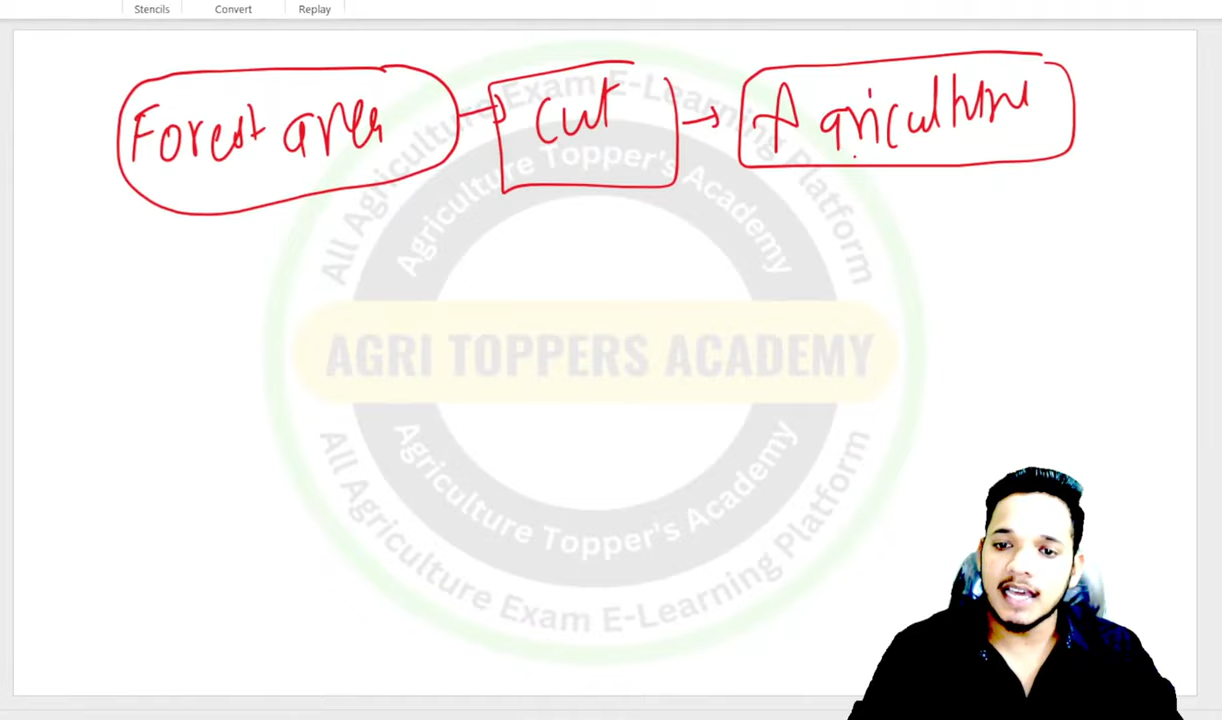 Stencils Convert Replay
Forest area cut Agriculture
All Agriculture Exam E-Learning Platform
Agriculture Topper's Academy
AGRI TOPPERS ACADEMY
Agriculture Topper's Academy
All Agriculture Exam E-Learning Platform